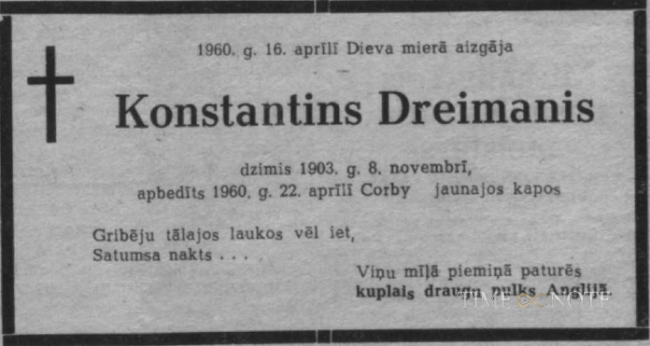 1960. g. 16. aprīlī Dieva mierā aizgāja
Konstantins Dreimanis
dzimis 1903. g. 8. novembrī,
apbedīts 1960. g. 22. aprīlī Corby jaunajos kapos
Gribēju tālajos laukos vēl iet,
Satumsa nakts . . .
Viņu mīļā piemiņā paturēs
kuplais draugu pulks Anglijā.
TIMENOTE